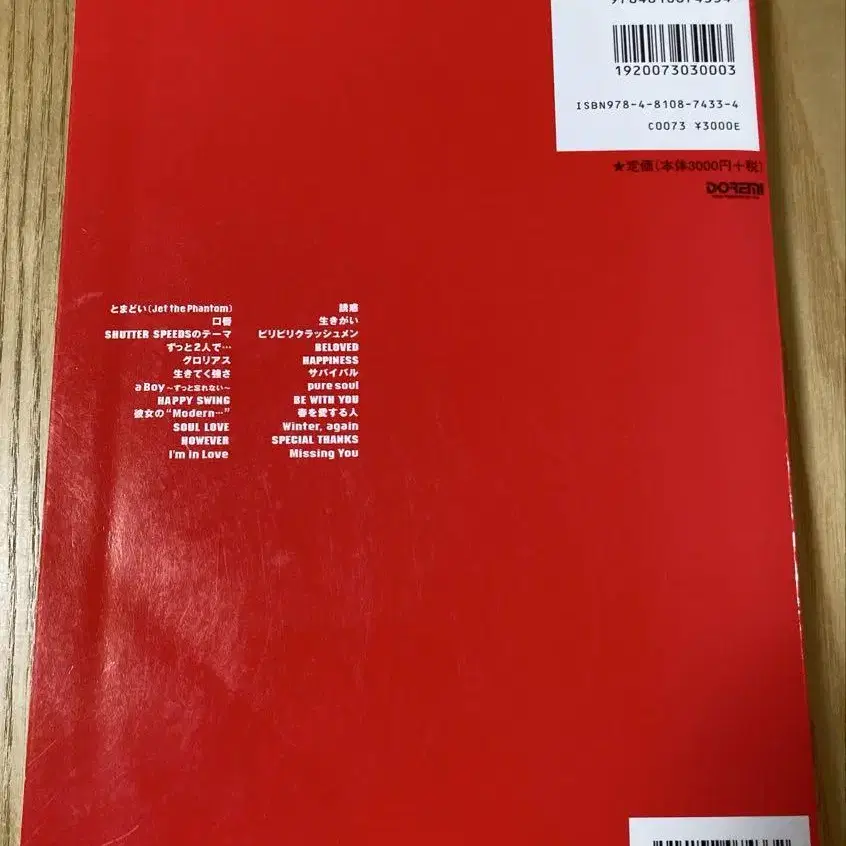 1920073030003
ISBN978-4-8108-7433-4
C0073 ¥3000E
★定価(本体3000円+税)
DOREMI
とまどい(Jet the Phantom)
口唇
SHUTTER SPEEDSのテーマ
ずっと2人で…
グロリアス
生きてく強さ
a Boy~ずっと忘れない~
HAPPY SWING
彼女の"Modern…"
SOUL LOVE
HOWEVER
I'm in Love
誘惑
生きがい
ビリビリクラッシュメン
BELOVED
HAPPINESS
サバイバル
pure soul
BE WITH YOU
春を愛する人
Winter, again
SPECIAL THANKS
Missing You